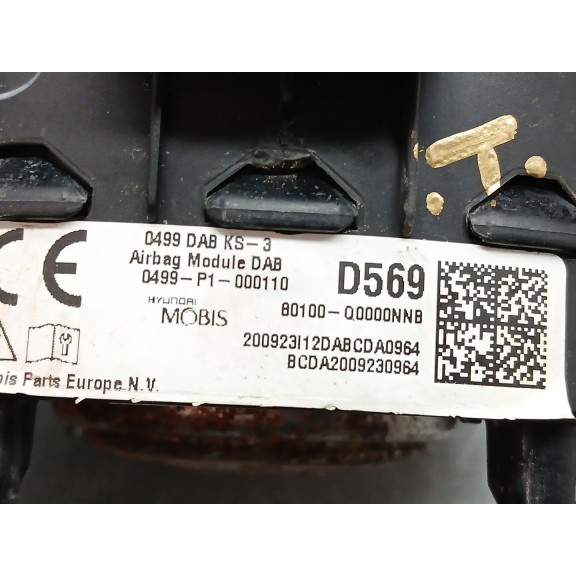 CE
0499 DAB KS-3
Airbag Module DAB
0499-P1-000110
D569
HYUNDAI
MOBIS
80100-Q0000NNB
200923I12DABCDA0964
BCDA2009230964
Parts Europe N.V.
T